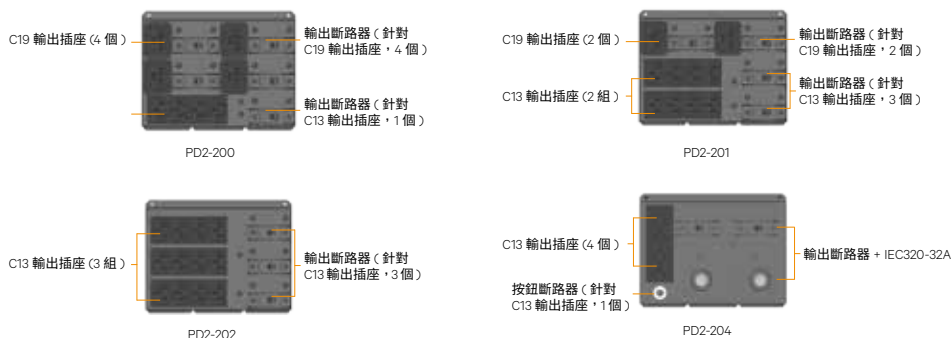 C19 輸出插座 (4 個)
輸出斷路器 (針對
C19 輸出插座，4 個)
輸出斷路器 (針對
C13 輸出插座，1 個)
PD2-200
C19 輸出插座 (2 個)
C13 輸出插座 (2 組)
輸出斷路器 (針對
C19 輸出插座，2 個)
輸出斷路器 (針對
C13 輸出插座，3 個)
PD2-201
C13 輸出插座 (3 組)
輸出斷路器 (針對
C13 輸出插座，3 個)
PD2-202
C13 輸出插座 (4 個)
按鈕斷路器 (針對
C13 輸出插座，1 個)
輸出斷路器 + IEC320-32A
PD2-204